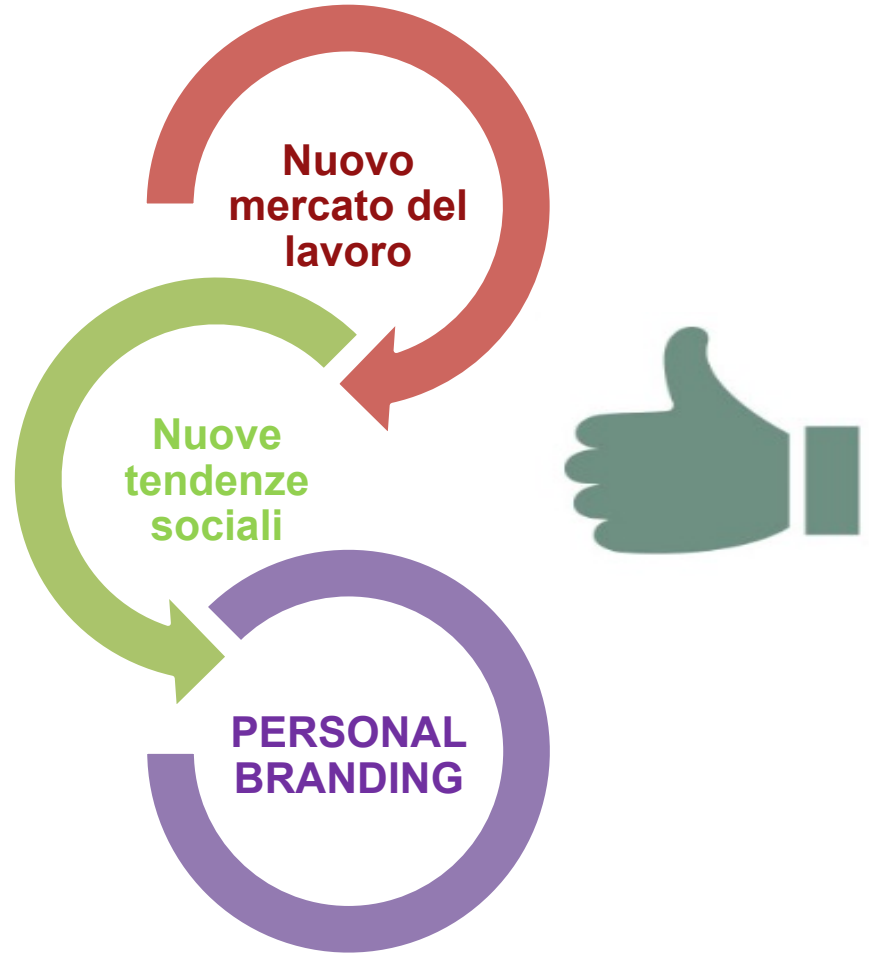 Nuovo
mercato del
lavoro
Nuove
tendenze
sociali
PERSONAL
BRANDING